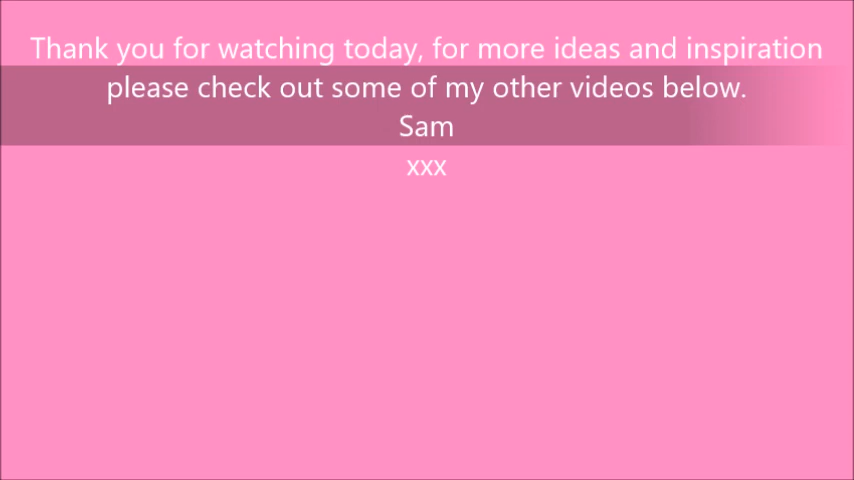 Thank you for watching today, for more ideas and inspiration
please check out some of my other videos below.
Sam
xxx